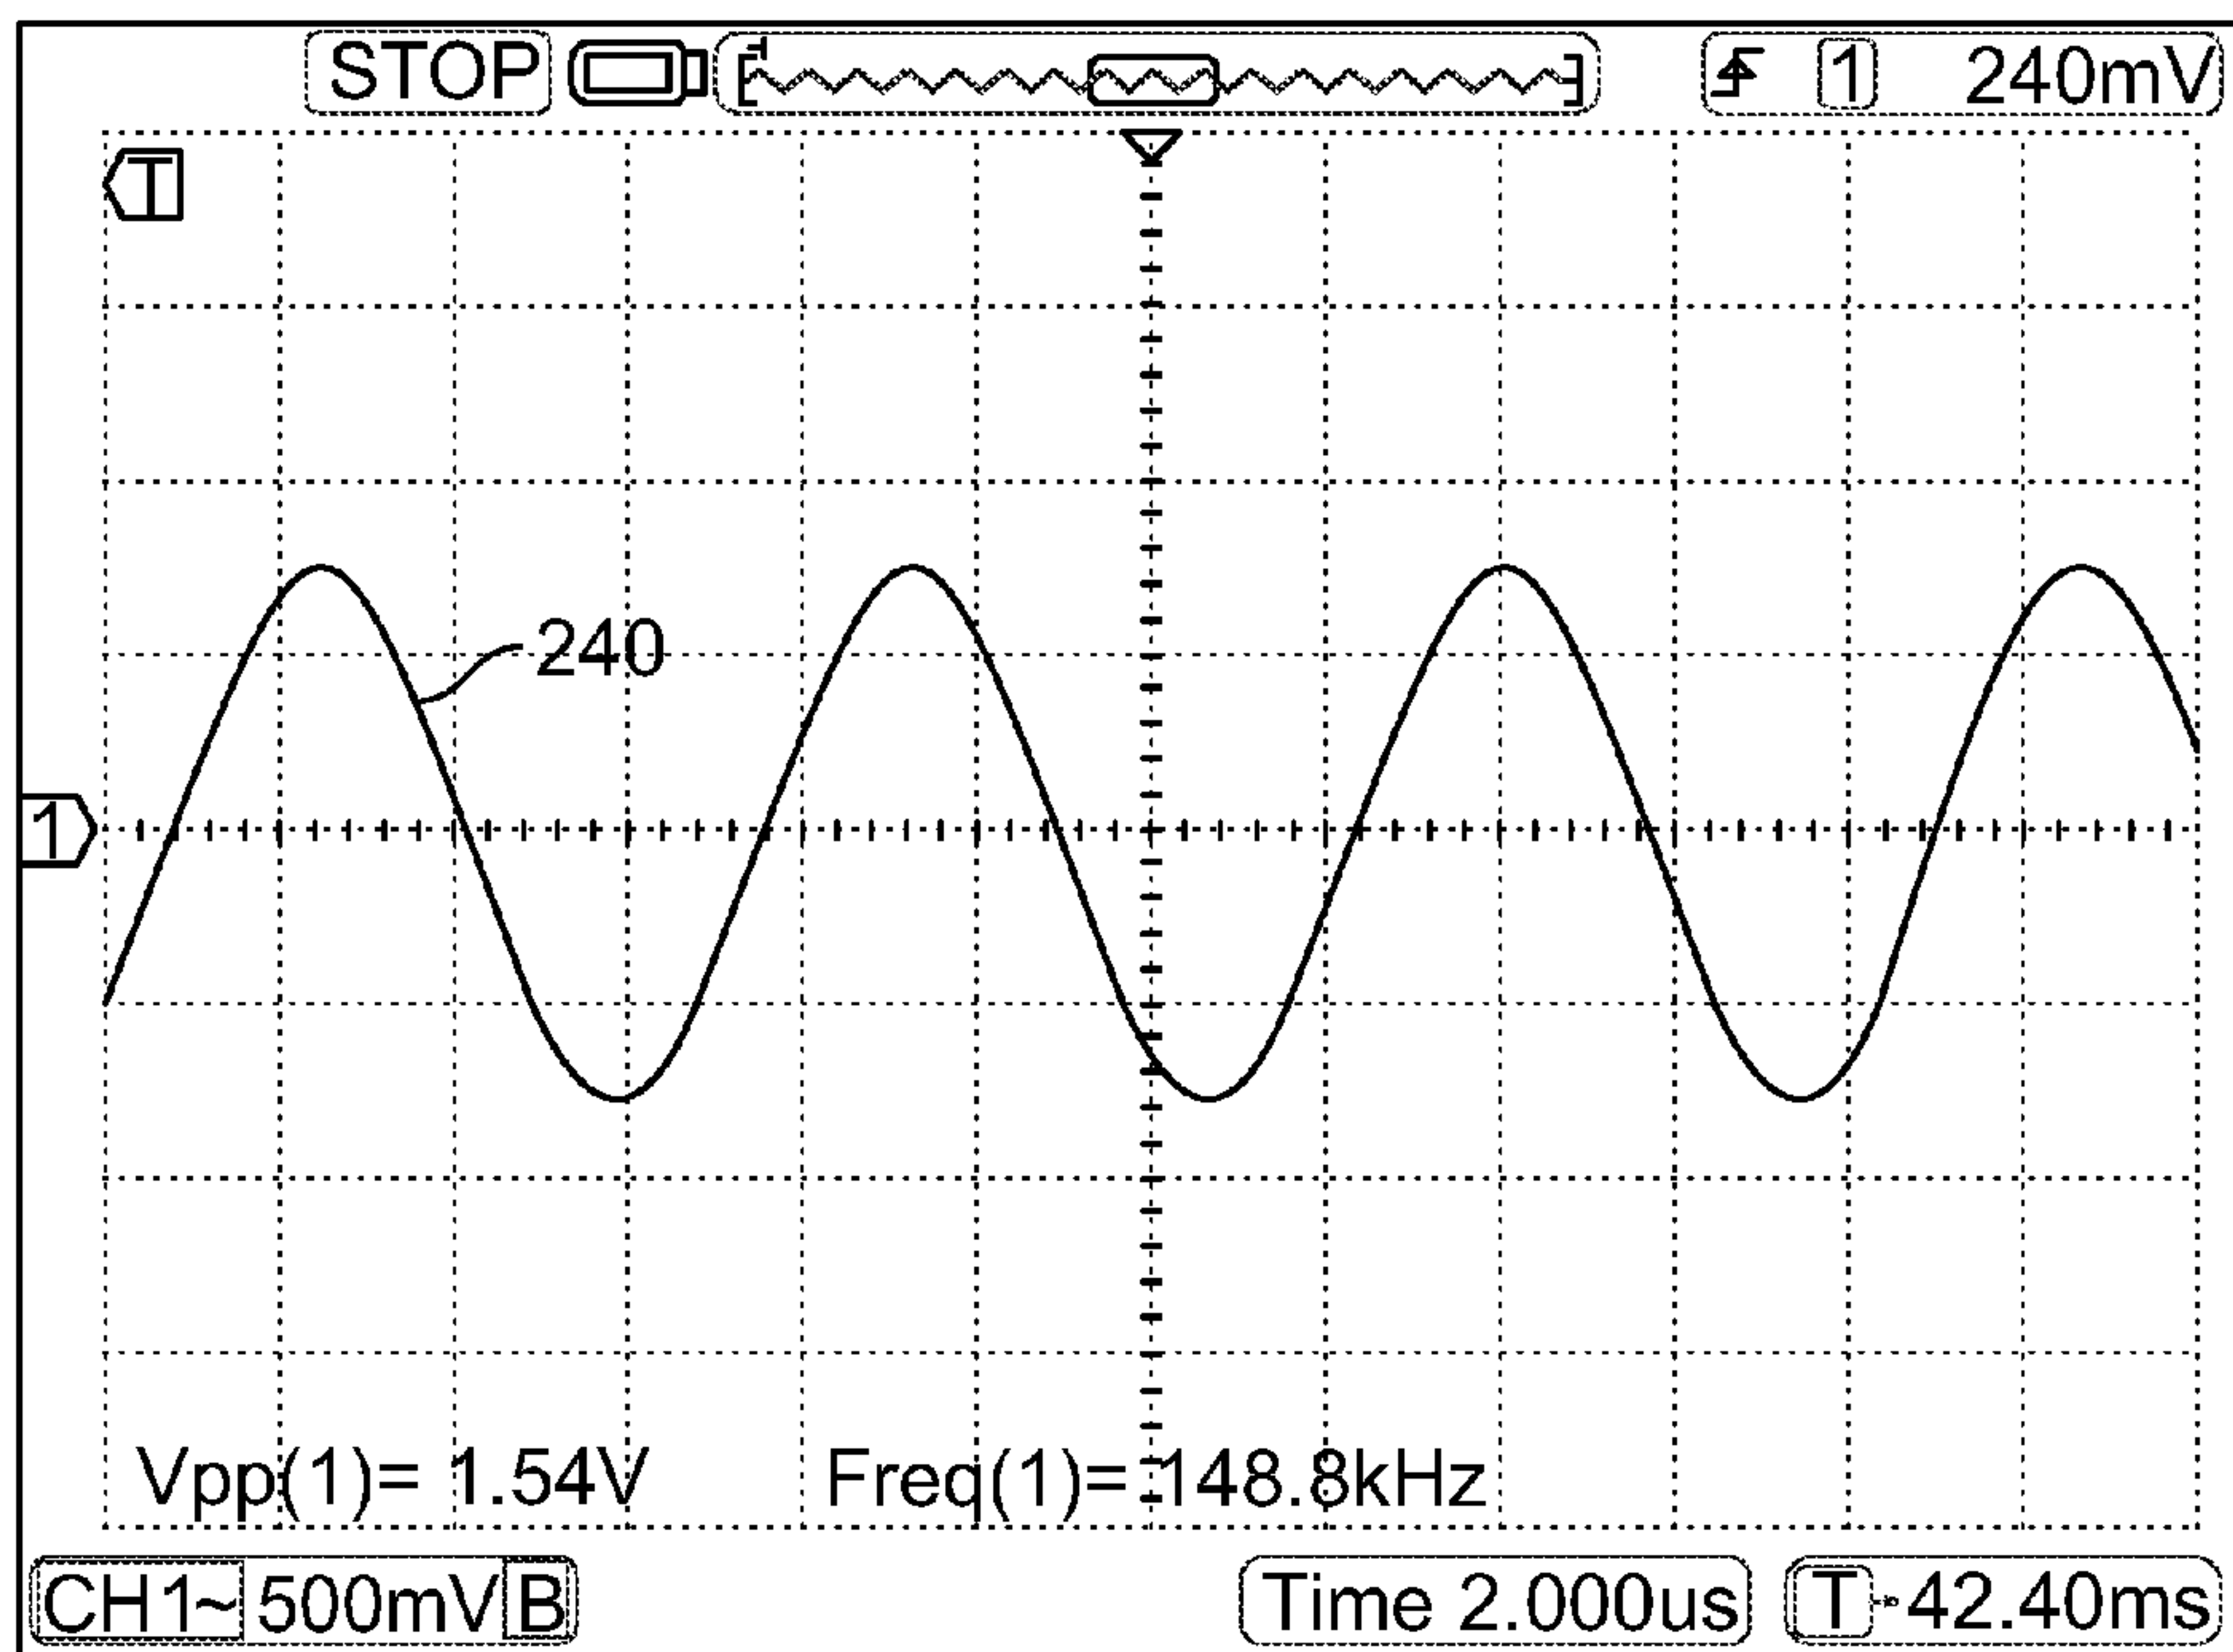 STOP
1 240mV
T
240
1
Vpp(1)= 1.54V Freq(1)= 148.8kHz
CH1~ 500mV B Time 2.000us T 42.40ms